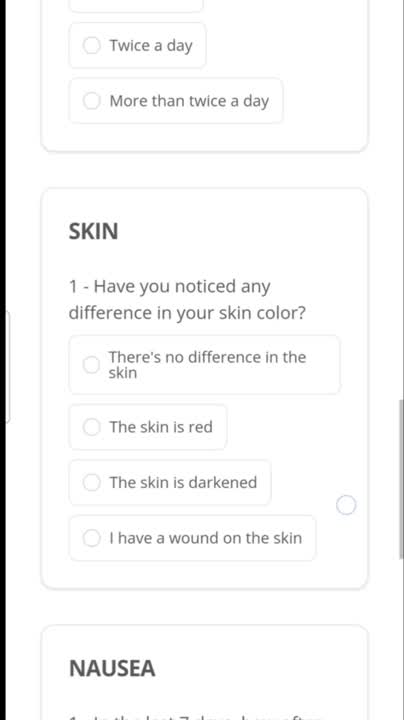 Twice a day
More than twice a day
SKIN
1 - Have you noticed any
difference in your skin color?
There's no difference in the
skin
The skin is red
The skin is darkened
I have a wound on the skin
NAUSEA